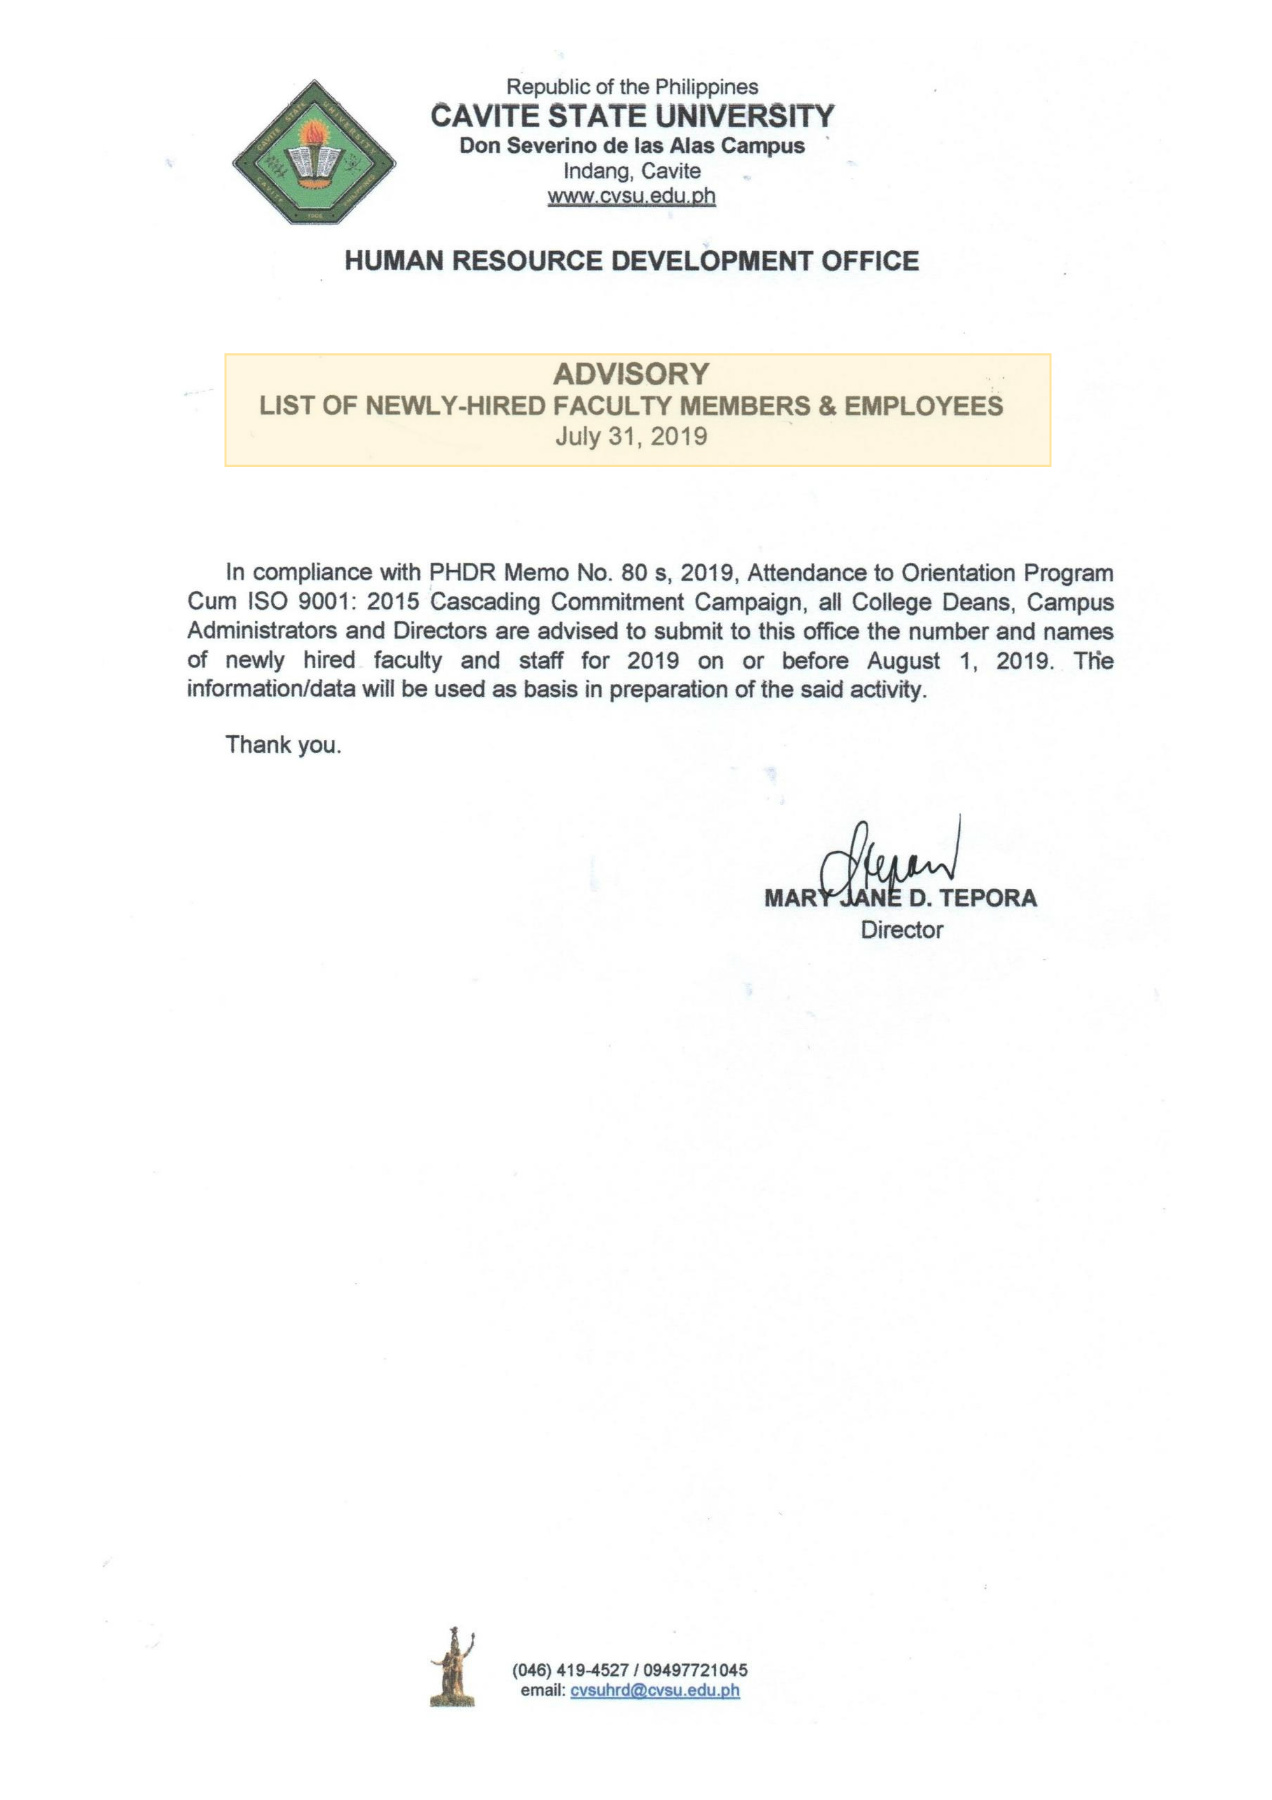 Republic of the Philippines
CAVITE STATE UNIVERSITY
Don Severino de las Alas Campus
Indang, Cavite
www.cvsu.edu.ph
CAVITE STATE UNIVERSITY
CAVITE PHILIPPINES
HUMAN RESOURCE DEVELOPMENT OFFICE
ADVISORY
LIST OF NEWLY-HIRED FACULTY MEMBERS & EMPLOYEES
July 31, 2019
In compliance with PHDR Memo No. 80 s, 2019, Attendance to Orientation Program
Cum ISO 9001: 2015 Cascading Commitment Campaign, all College Deans, Campus
Administrators and Directors are advised to submit to this office the number and names
of newly hired faculty and staff for 2019 on or before August 1, 2019. The
information/data will be used as basis in preparation of the said activity.
Thank you.
MARY JANE D. TEPORA
Director
(046) 419-4527 / 09497721045
email: cvsuhrd@cvsu.edu.ph